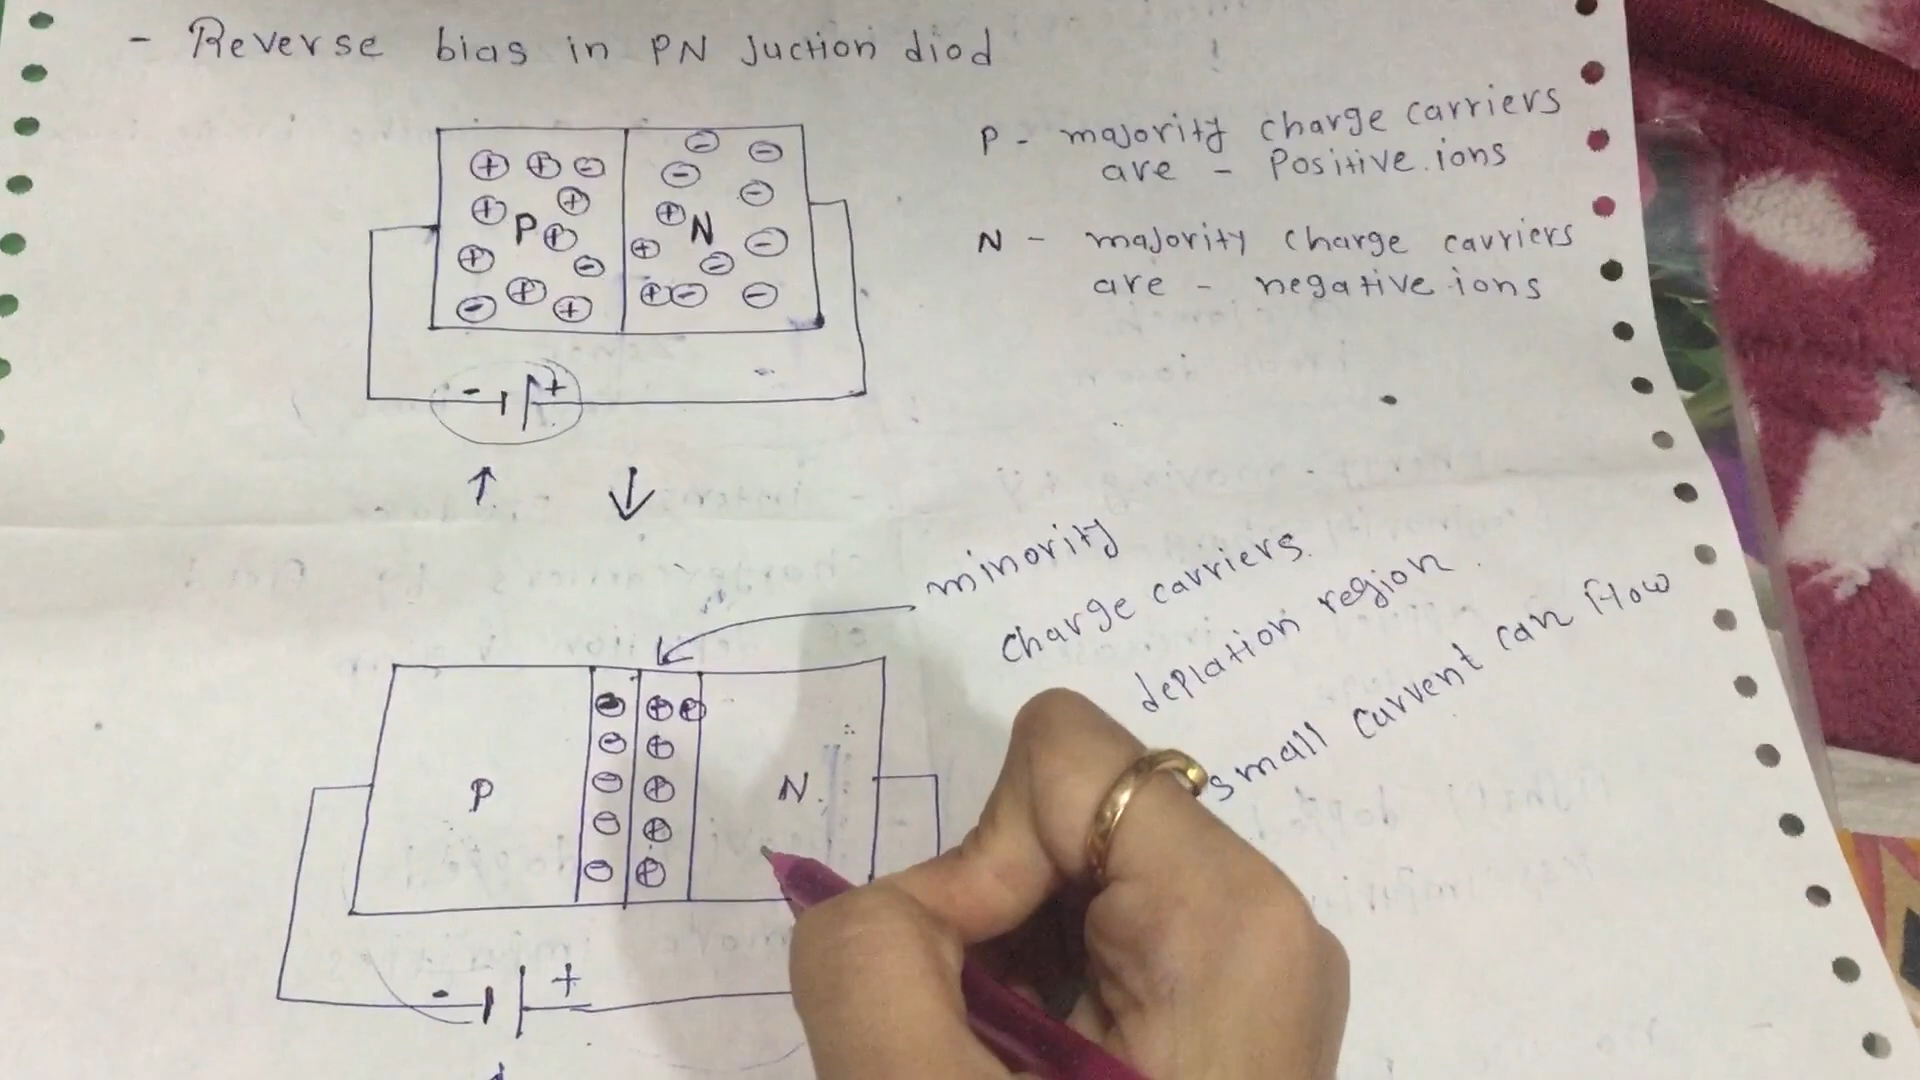 - Reverse bias in PN Juction diod
P - majority charge carriers
are - Positive ions
N - majority charge carriers
are - negative ions
P N
- +
minority
charge carriers.
deplation region.
small current can flow
P N.
- +